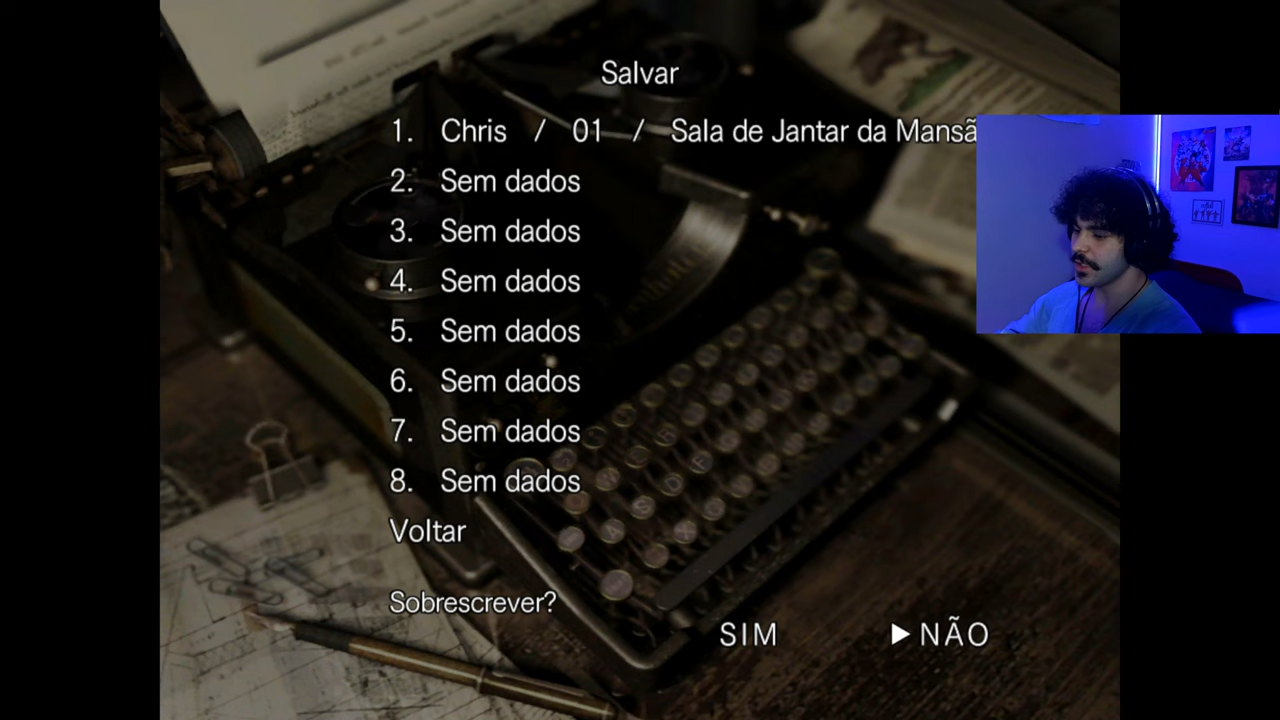 Salvar
1. Chris / 01 / Sala de Jantar da Mansã
2. Sem dados
3. Sem dados
4. Sem dados
5. Sem dados
6. Sem dados
7. Sem dados
8. Sem dados
Voltar
Sobrescrever?
SIM ▶NÃO